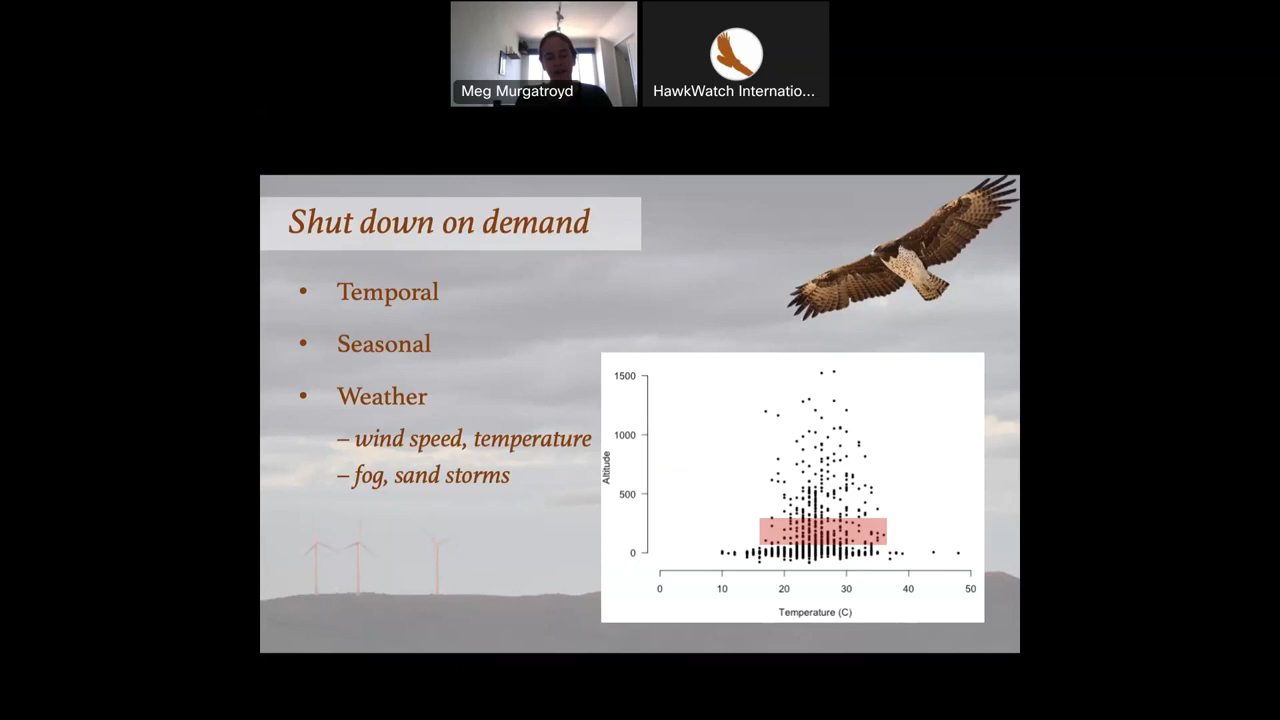 Meg Murgatroyd
HawkWatch Internatio...
Shut down on demand
• Temporal
• Seasonal
• Weather
– wind speed, temperature
– fog, sand storms
1500
1000
500
0
Altitude
0 10 20 30 40 50
Temperature (C)